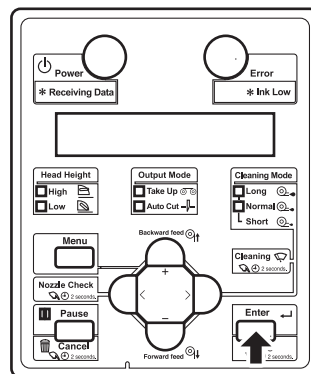 Power
Error
* Receiving Data
* Ink Low
Head Height
High
Low
Output Mode
Take Up
Auto Cut
Cleaning Mode
Long
Normal
Short
Menu
Backward feed
+
< >
−
Forward feed
Cleaning
2 seconds.
Nozzle Check
2 seconds.
Pause
Cancel
2 seconds.
Enter
2 seconds.